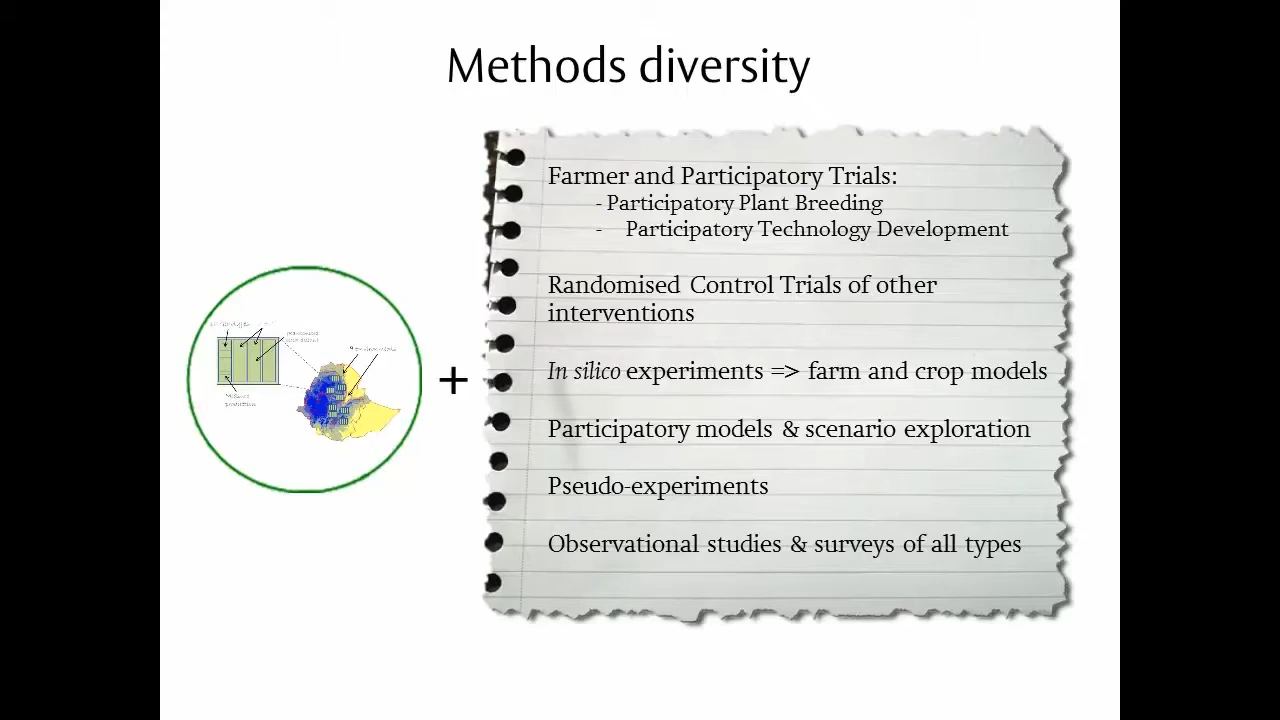 Methods diversity
Farmer and Participatory Trials:
- Participatory Plant Breeding
- Participatory Technology Development
Randomised Control Trials of other
interventions
In silico experiments => farm and crop models
+
Participatory models & scenario exploration
Pseudo-experiments
Observational studies & surveys of all types